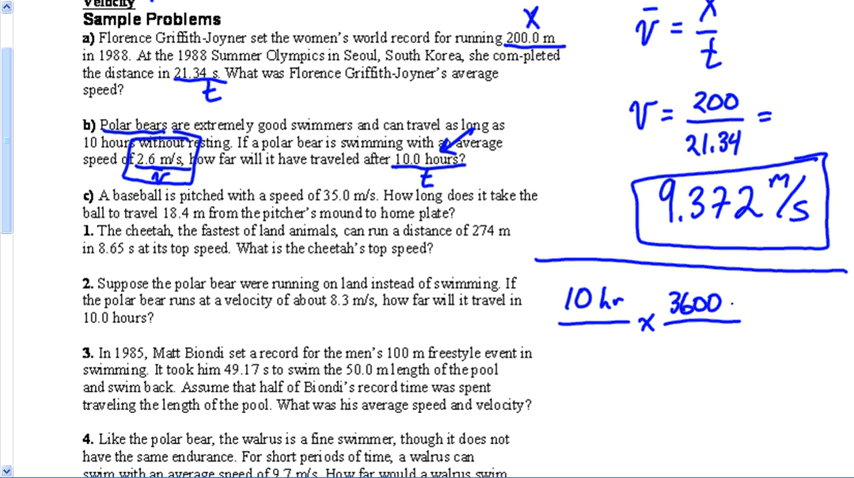 Velocity
Sample Problems
a) Florence Griffith-Joyner set the women's world record for running 200.0 m
in 1988. At the 1988 Summer Olympics in Seoul, South Korea, she com-pleted
the distance in 21.34 s. What was Florence Griffith-Joyner's average
speed?
x
t
b) Polar bears are extremely good swimmers and can travel as long as
10 hours without resting. If a polar bear is swimming with an average
speed of 2.6 m/s, how far will it have traveled after 10.0 hours?
v
t
c) A baseball is pitched with a speed of 35.0 m/s. How long does it take the
ball to travel 18.4 m from the pitcher's mound to home plate?
1. The cheetah, the fastest of land animals, can run a distance of 274 m
in 8.65 s at its top speed. What is the cheetah's top speed?
2. Suppose the polar bear were running on land instead of swimming. If
the polar bear runs at a velocity of about 8.3 m/s, how far will it travel in
10.0 hours?
3. In 1985, Matt Biondi set a record for the men's 100 m freestyle event in
swimming. It took him 49.17 s to swim the 50.0 m length of the pool
and swim back. Assume that half of Biondi's record time was spent
traveling the length of the pool. What was his average speed and velocity?
4. Like the polar bear, the walrus is a fine swimmer, though it does not
have the same endurance. For short periods of time, a walrus can
swim with an average speed of 9.7 m/s. How far would a walrus swim
v̄ = x/t
v = 200/21.34 =
9.372 m/s
10 hr x 3600